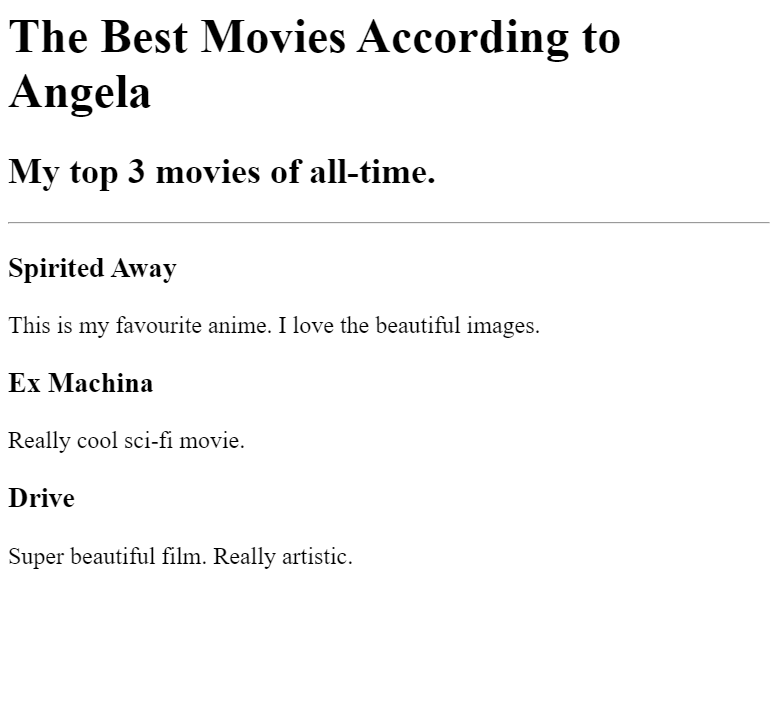 The Best Movies According to
Angela
My top 3 movies of all-time.
Spirited Away
This is my favourite anime. I love the beautiful images.
Ex Machina
Really cool sci-fi movie.
Drive
Super beautiful film. Really artistic.